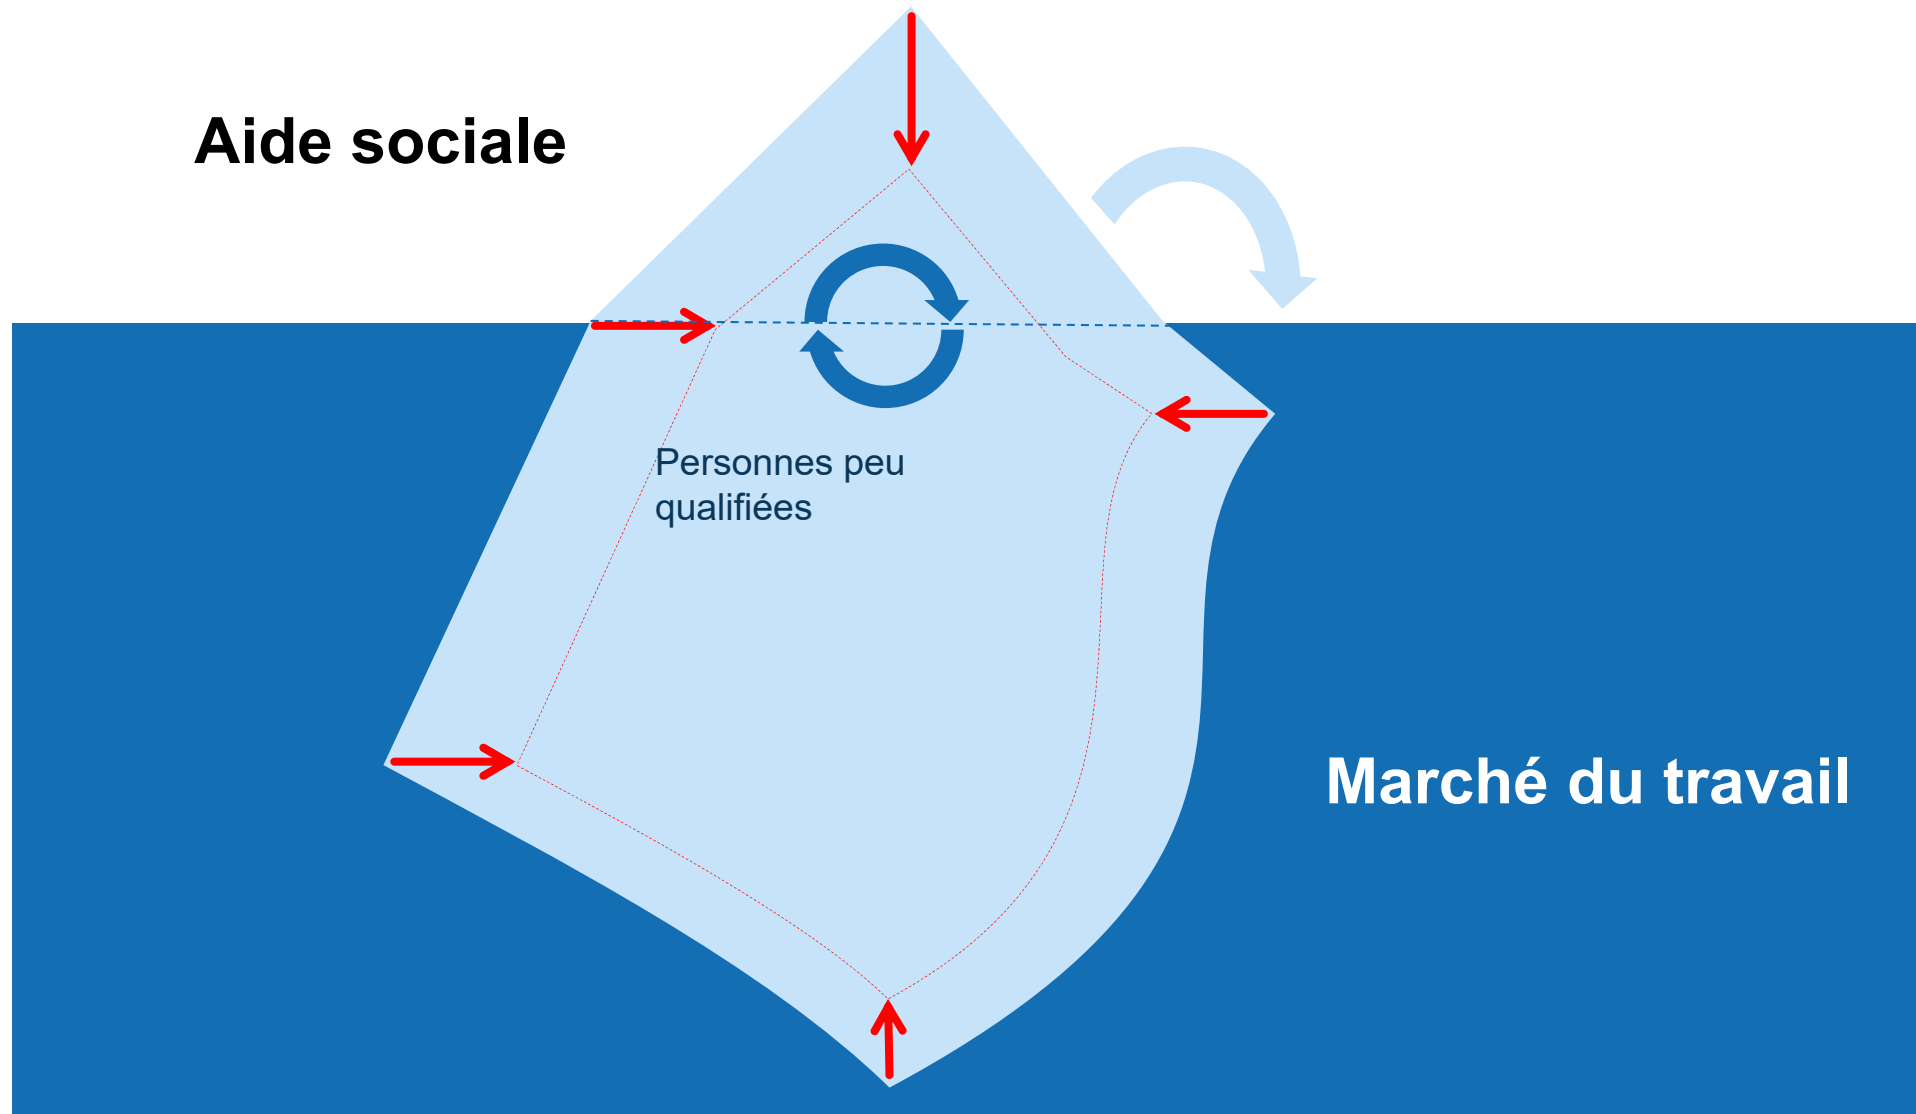 Aide sociale
Personnes peu
qualifiées
Marché du travail